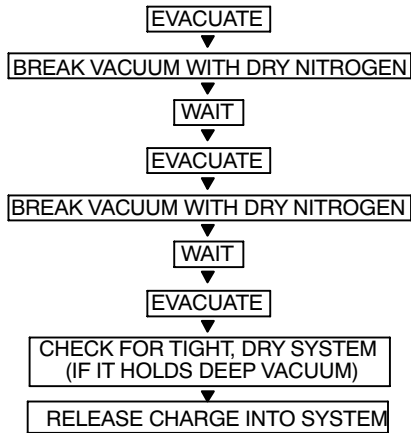 EVACUATE
BREAK VACUUM WITH DRY NITROGEN
WAIT
EVACUATE
BREAK VACUUM WITH DRY NITROGEN
WAIT
EVACUATE
CHECK FOR TIGHT, DRY SYSTEM
(IF IT HOLDS DEEP VACUUM)
RELEASE CHARGE INTO SYSTEM